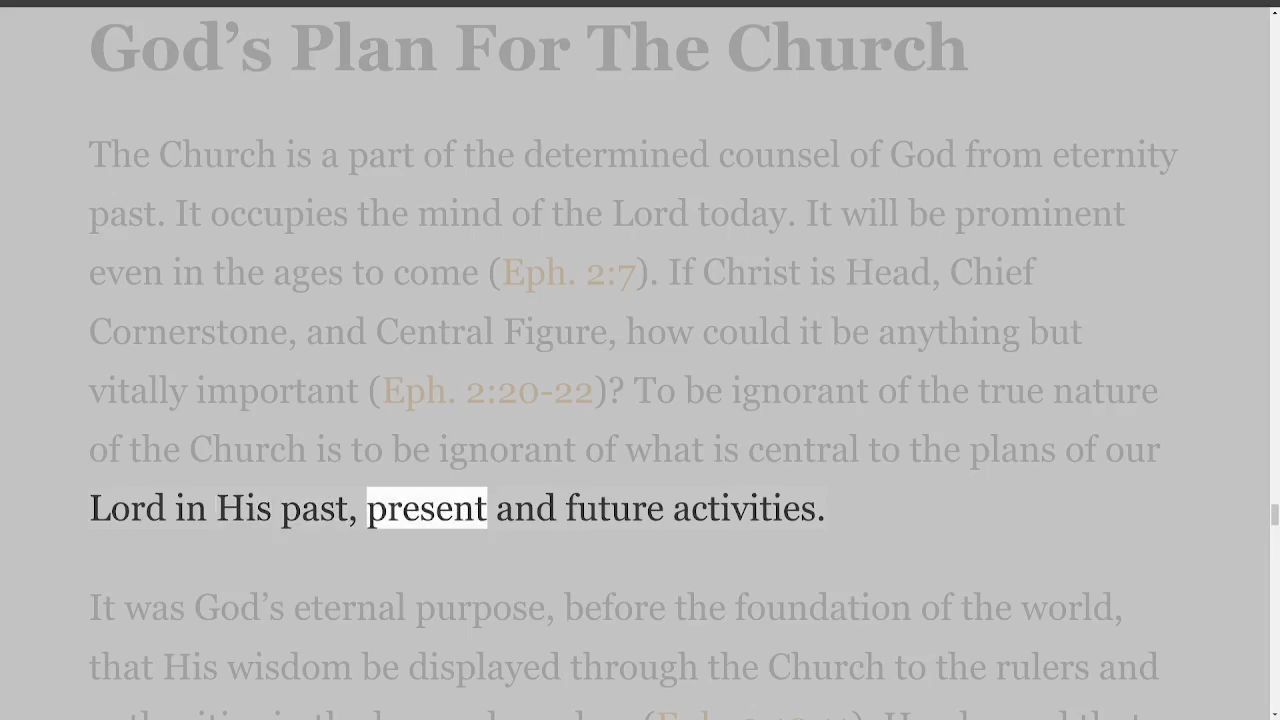 God’s Plan For The Church
The Church is a part of the determined counsel of God from eternity
past. It occupies the mind of the Lord today. It will be prominent
even in the ages to come (Eph. 2:7). If Christ is Head, Chief
Cornerstone, and Central Figure, how could it be anything but
vitally important (Eph. 2:20-22)? To be ignorant of the true nature
of the Church is to be ignorant of what is central to the plans of our
Lord in His past, present and future activities.
It was God’s eternal purpose, before the foundation of the world,
that His wisdom be displayed through the Church to the rulers and